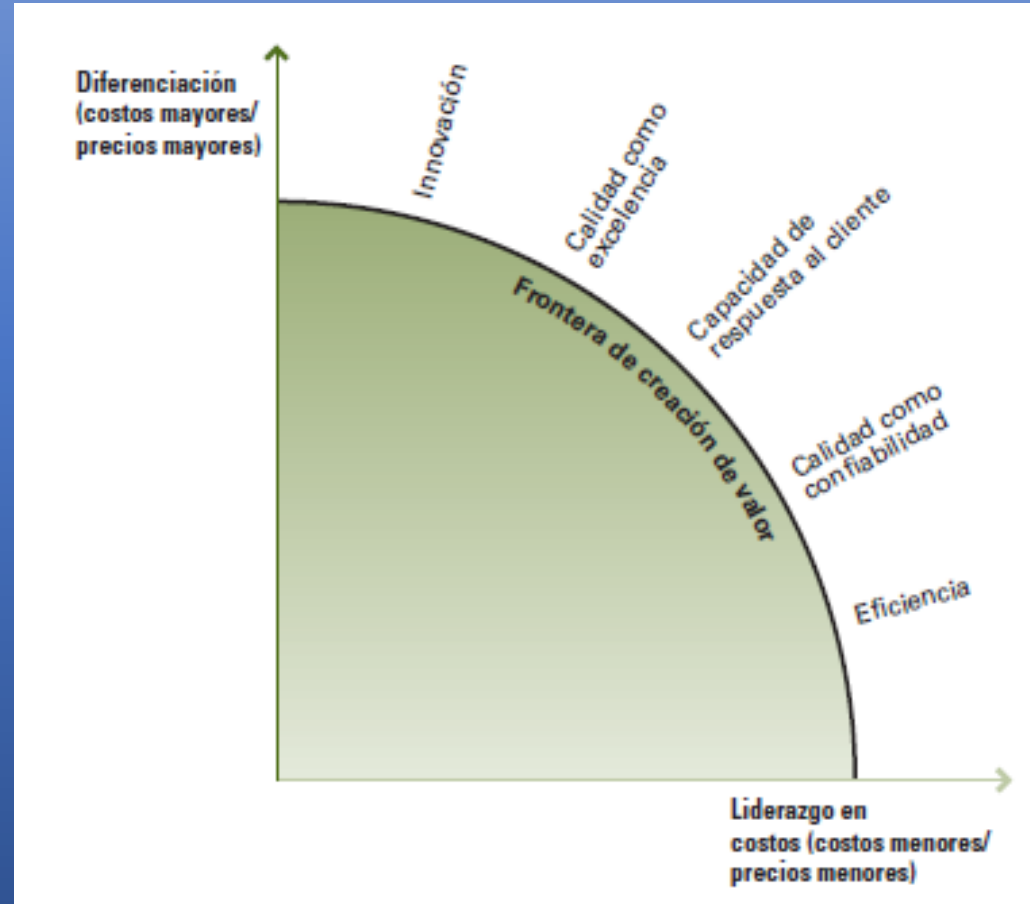 Diferenciación
(costos mayores/
precios mayores)
Innovación
Calidad como
excelencia
Capacidad de
respuesta al cliente
Calidad como
confiabilidad
Eficiencia
Frontera de creación de valor
Liderazgo en
costos (costos menores/
precios menores)